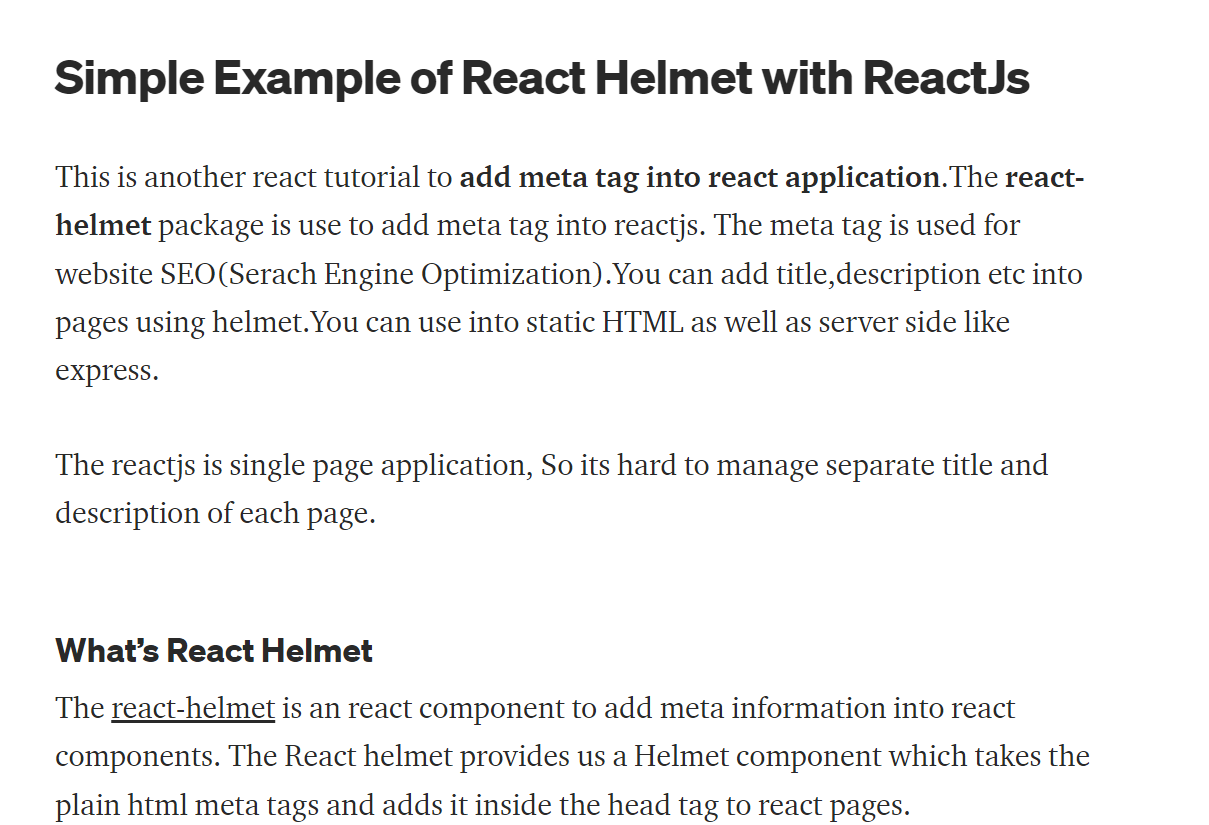 Simple Example of React Helmet with ReactJs
This is another react tutorial to add meta tag into react application.The react-
helmet package is use to add meta tag into reactjs. The meta tag is used for
website SEO(Serach Engine Optimization).You can add title,description etc into
pages using helmet.You can use into static HTML as well as server side like
express.
The reactjs is single page application, So its hard to manage separate title and
description of each page.
What’s React Helmet
The react-helmet is an react component to add meta information into react
components. The React helmet provides us a Helmet component which takes the
plain html meta tags and adds it inside the head tag to react pages.